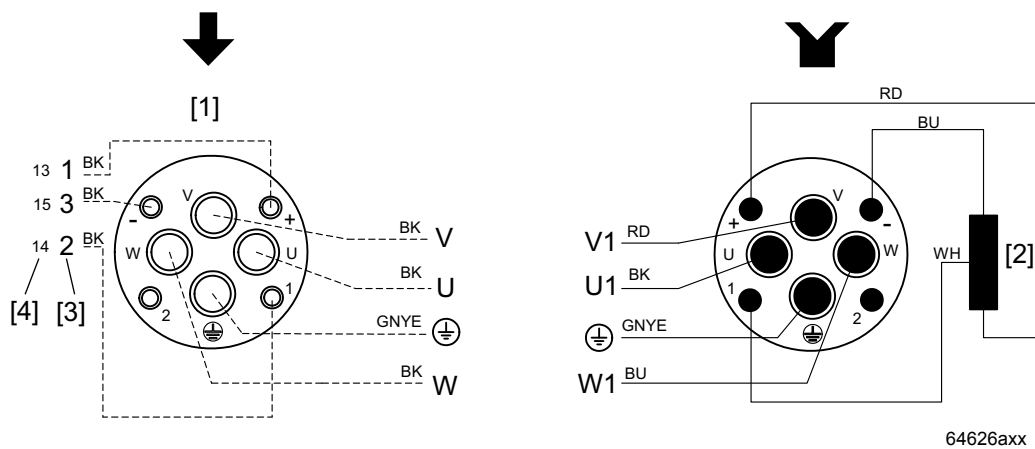 [1]
RD
BU
13 1 BK
15 3 BK
14 2 BK
[4] [3]
V
-
+
W
U
2
1
BK V
BK U
GNYE
BK W
V
+
-
U
W
1
2
V1 RD
U1 BK
GNYE
W1 BU
WH
[2]
64626axx